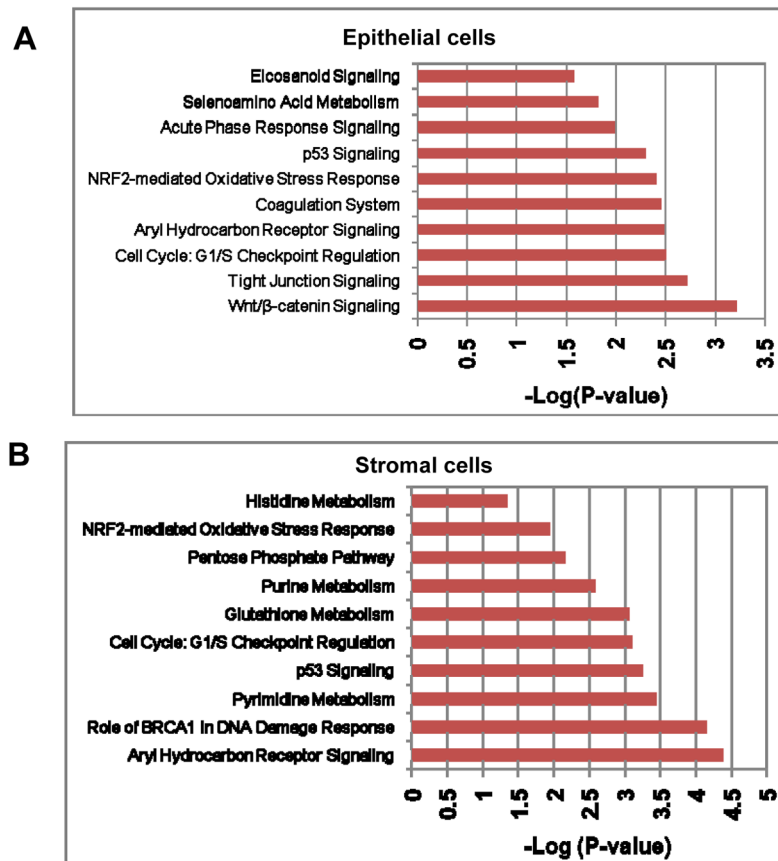 A
Epithelial cells
Eicosanoid Signaling
Selenoamino Acid Metabolism
Acute Phase Response Signaling
p53 Signaling
NRF2-mediated Oxidative Stress Response
Coagulation System
Aryl Hydrocarbon Receptor Signaling
Cell Cycle: G1/S Checkpoint Regulation
Tight Junction Signaling
Wnt/β-catenin Signaling
0 0.5 1 1.5 2 2.5 3 3.5
-Log(P-value)
B
Stromal cells
Histidine Metabolism
NRF2-mediated Oxidative Stress Response
Pentose Phosphate Pathway
Purine Metabolism
Glutathione Metabolism
Cell Cycle: G1/S Checkpoint Regulation
p53 Signaling
Pyrimidine Metabolism
Role of BRCA1 in DNA Damage Response
Aryl Hydrocarbon Receptor Signaling
0 0.5 1 1.5 2 2.5 3 3.5 4 4.5 5
-Log (P-value)